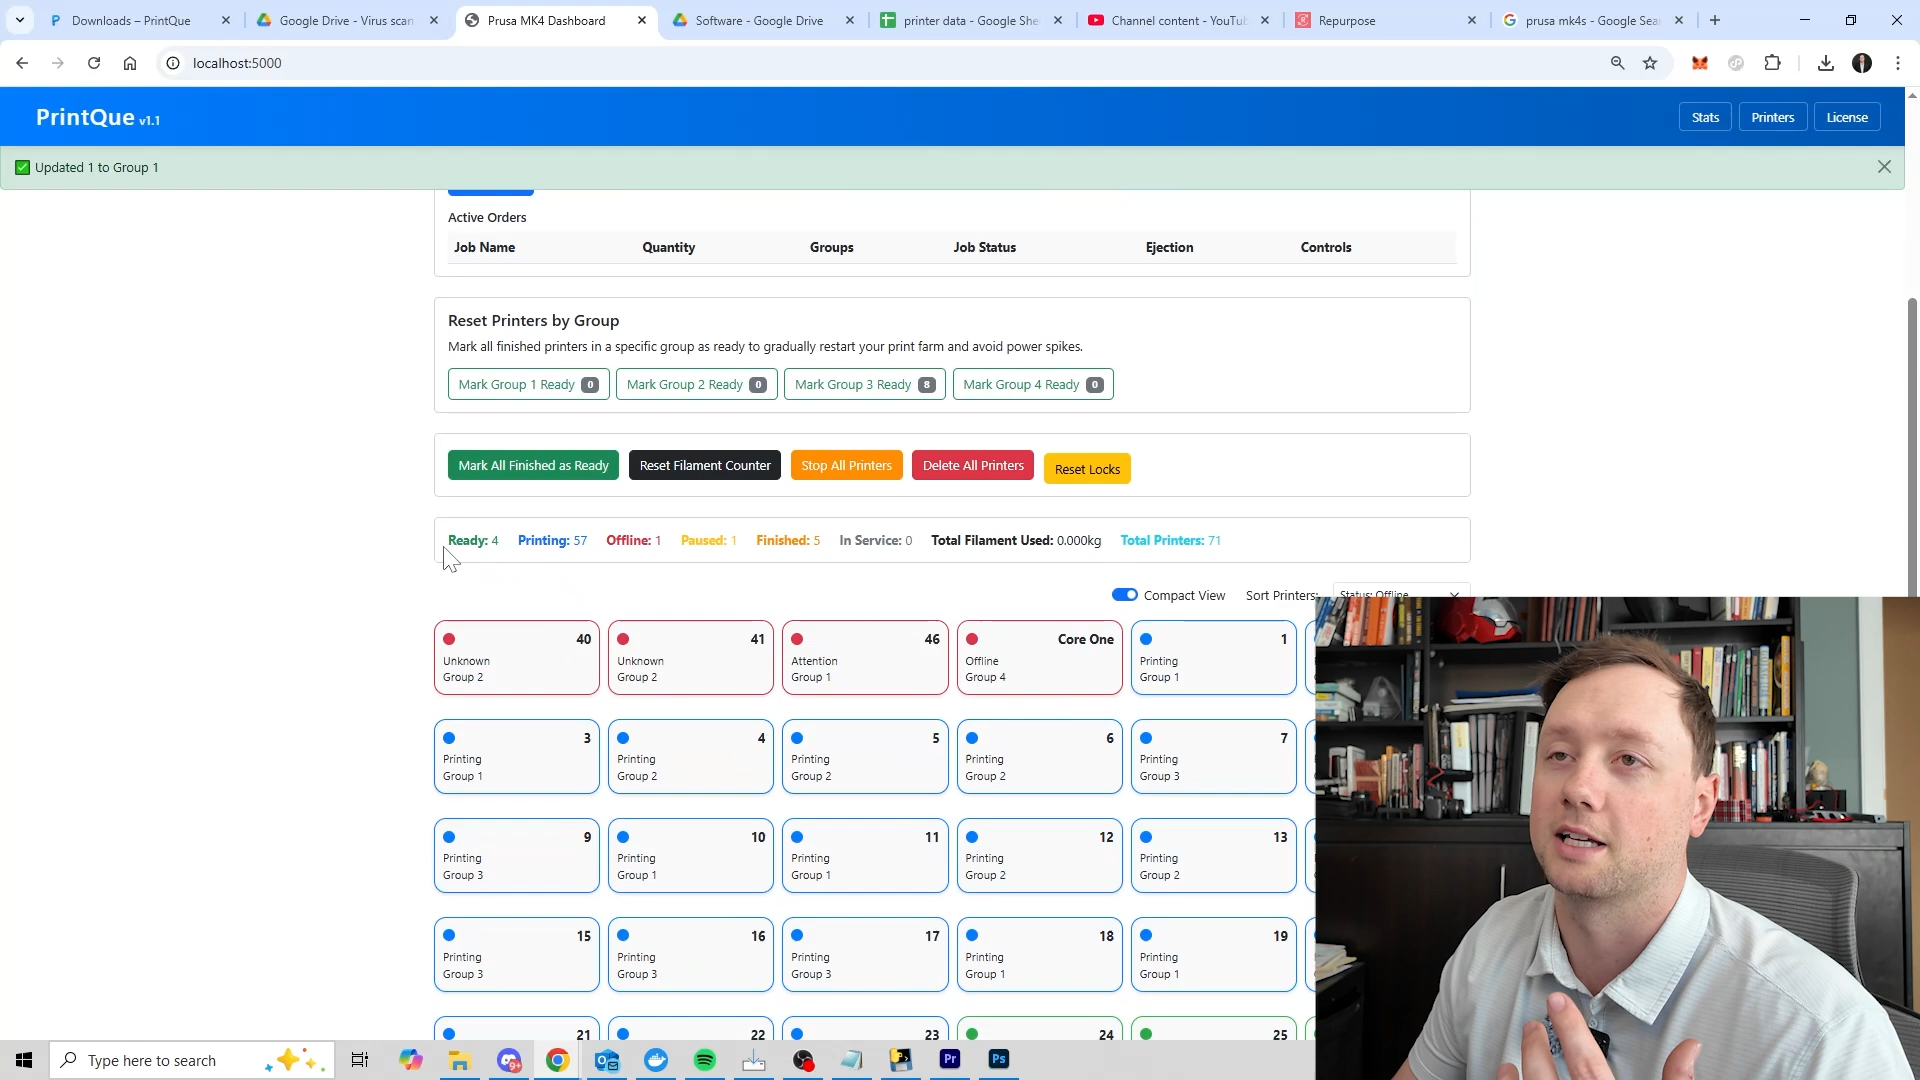 Downloads – PrintQue
Google Drive - Virus scan
Prusa MK4 Dashboard
Software - Google Drive
printer data - Google She
Channel content - YouTub
Repurpose
prusa mk4s - Google Sea
localhost:5000
PrintQue v1.1
Stats
Printers
License
Updated 1 to Group 1
Active Orders
Job Name Quantity Groups Job Status Ejection Controls
Reset Printers by Group
Mark all finished printers in a specific group as ready to gradually restart your print farm and avoid power spikes.
Mark Group 1 Ready 0
Mark Group 2 Ready 0
Mark Group 3 Ready 8
Mark Group 4 Ready 0
Mark All Finished as Ready
Reset Filament Counter
Stop All Printers
Delete All Printers
Reset Locks
Ready: 4 Printing: 57 Offline: 1 Paused: 1 Finished: 5 In Service: 0 Total Filament Used: 0.000kg Total Printers: 71
Compact View Sort Printers: Status: Offline
40
Unknown
Group 2
41
Unknown
Group 2
46
Attention
Group 1
Core One
Offline
Group 4
1
Printing
Group 1
3
Printing
Group 1
4
Printing
Group 2
5
Printing
Group 2
6
Printing
Group 2
7
Printing
Group 3
9
Printing
Group 3
10
Printing
Group 1
11
Printing
Group 1
12
Printing
Group 2
13
Printing
Group 2
15
Printing
Group 3
16
Printing
Group 3
17
Printing
Group 3
18
Printing
Group 1
19
Printing
Group 1
21
22
23
24
25
Type here to search
Pr
Ps